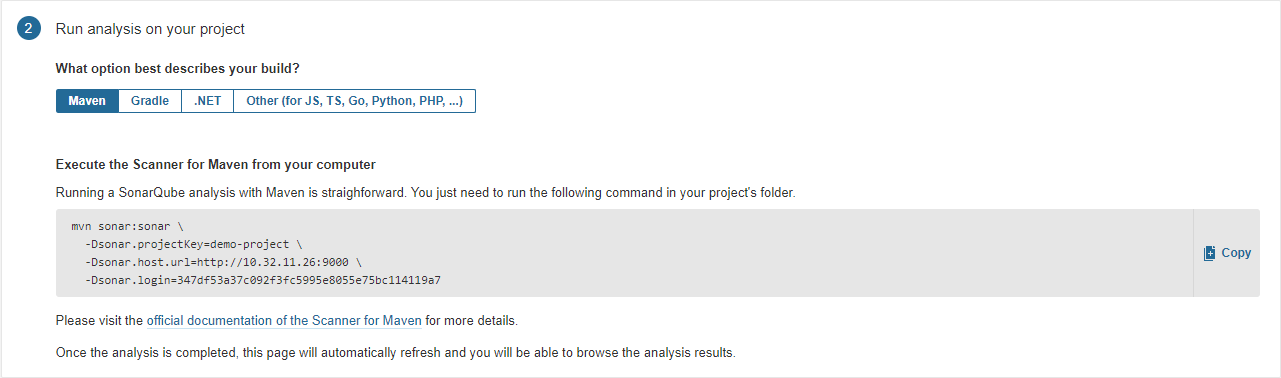 2 Run analysis on your project
What option best describes your build?
Maven Gradle .NET Other (for JS, TS, Go, Python, PHP, ...)
Execute the Scanner for Maven from your computer
Running a SonarQube analysis with Maven is straighforward. You just need to run the following command in your project's folder.
mvn sonar:sonar \
-Dsonar.projectKey=demo-project \
-Dsonar.host.url=http://10.32.11.26:9000 \
Copy
-Dsonar.login=347df53a37c092f3fc5995e8055e75bc114119a7
Please visit the official documentation of the Scanner for Maven for more details.
Once the analysis is completed, this page will automatically refresh and you will be able to browse the analysis results.